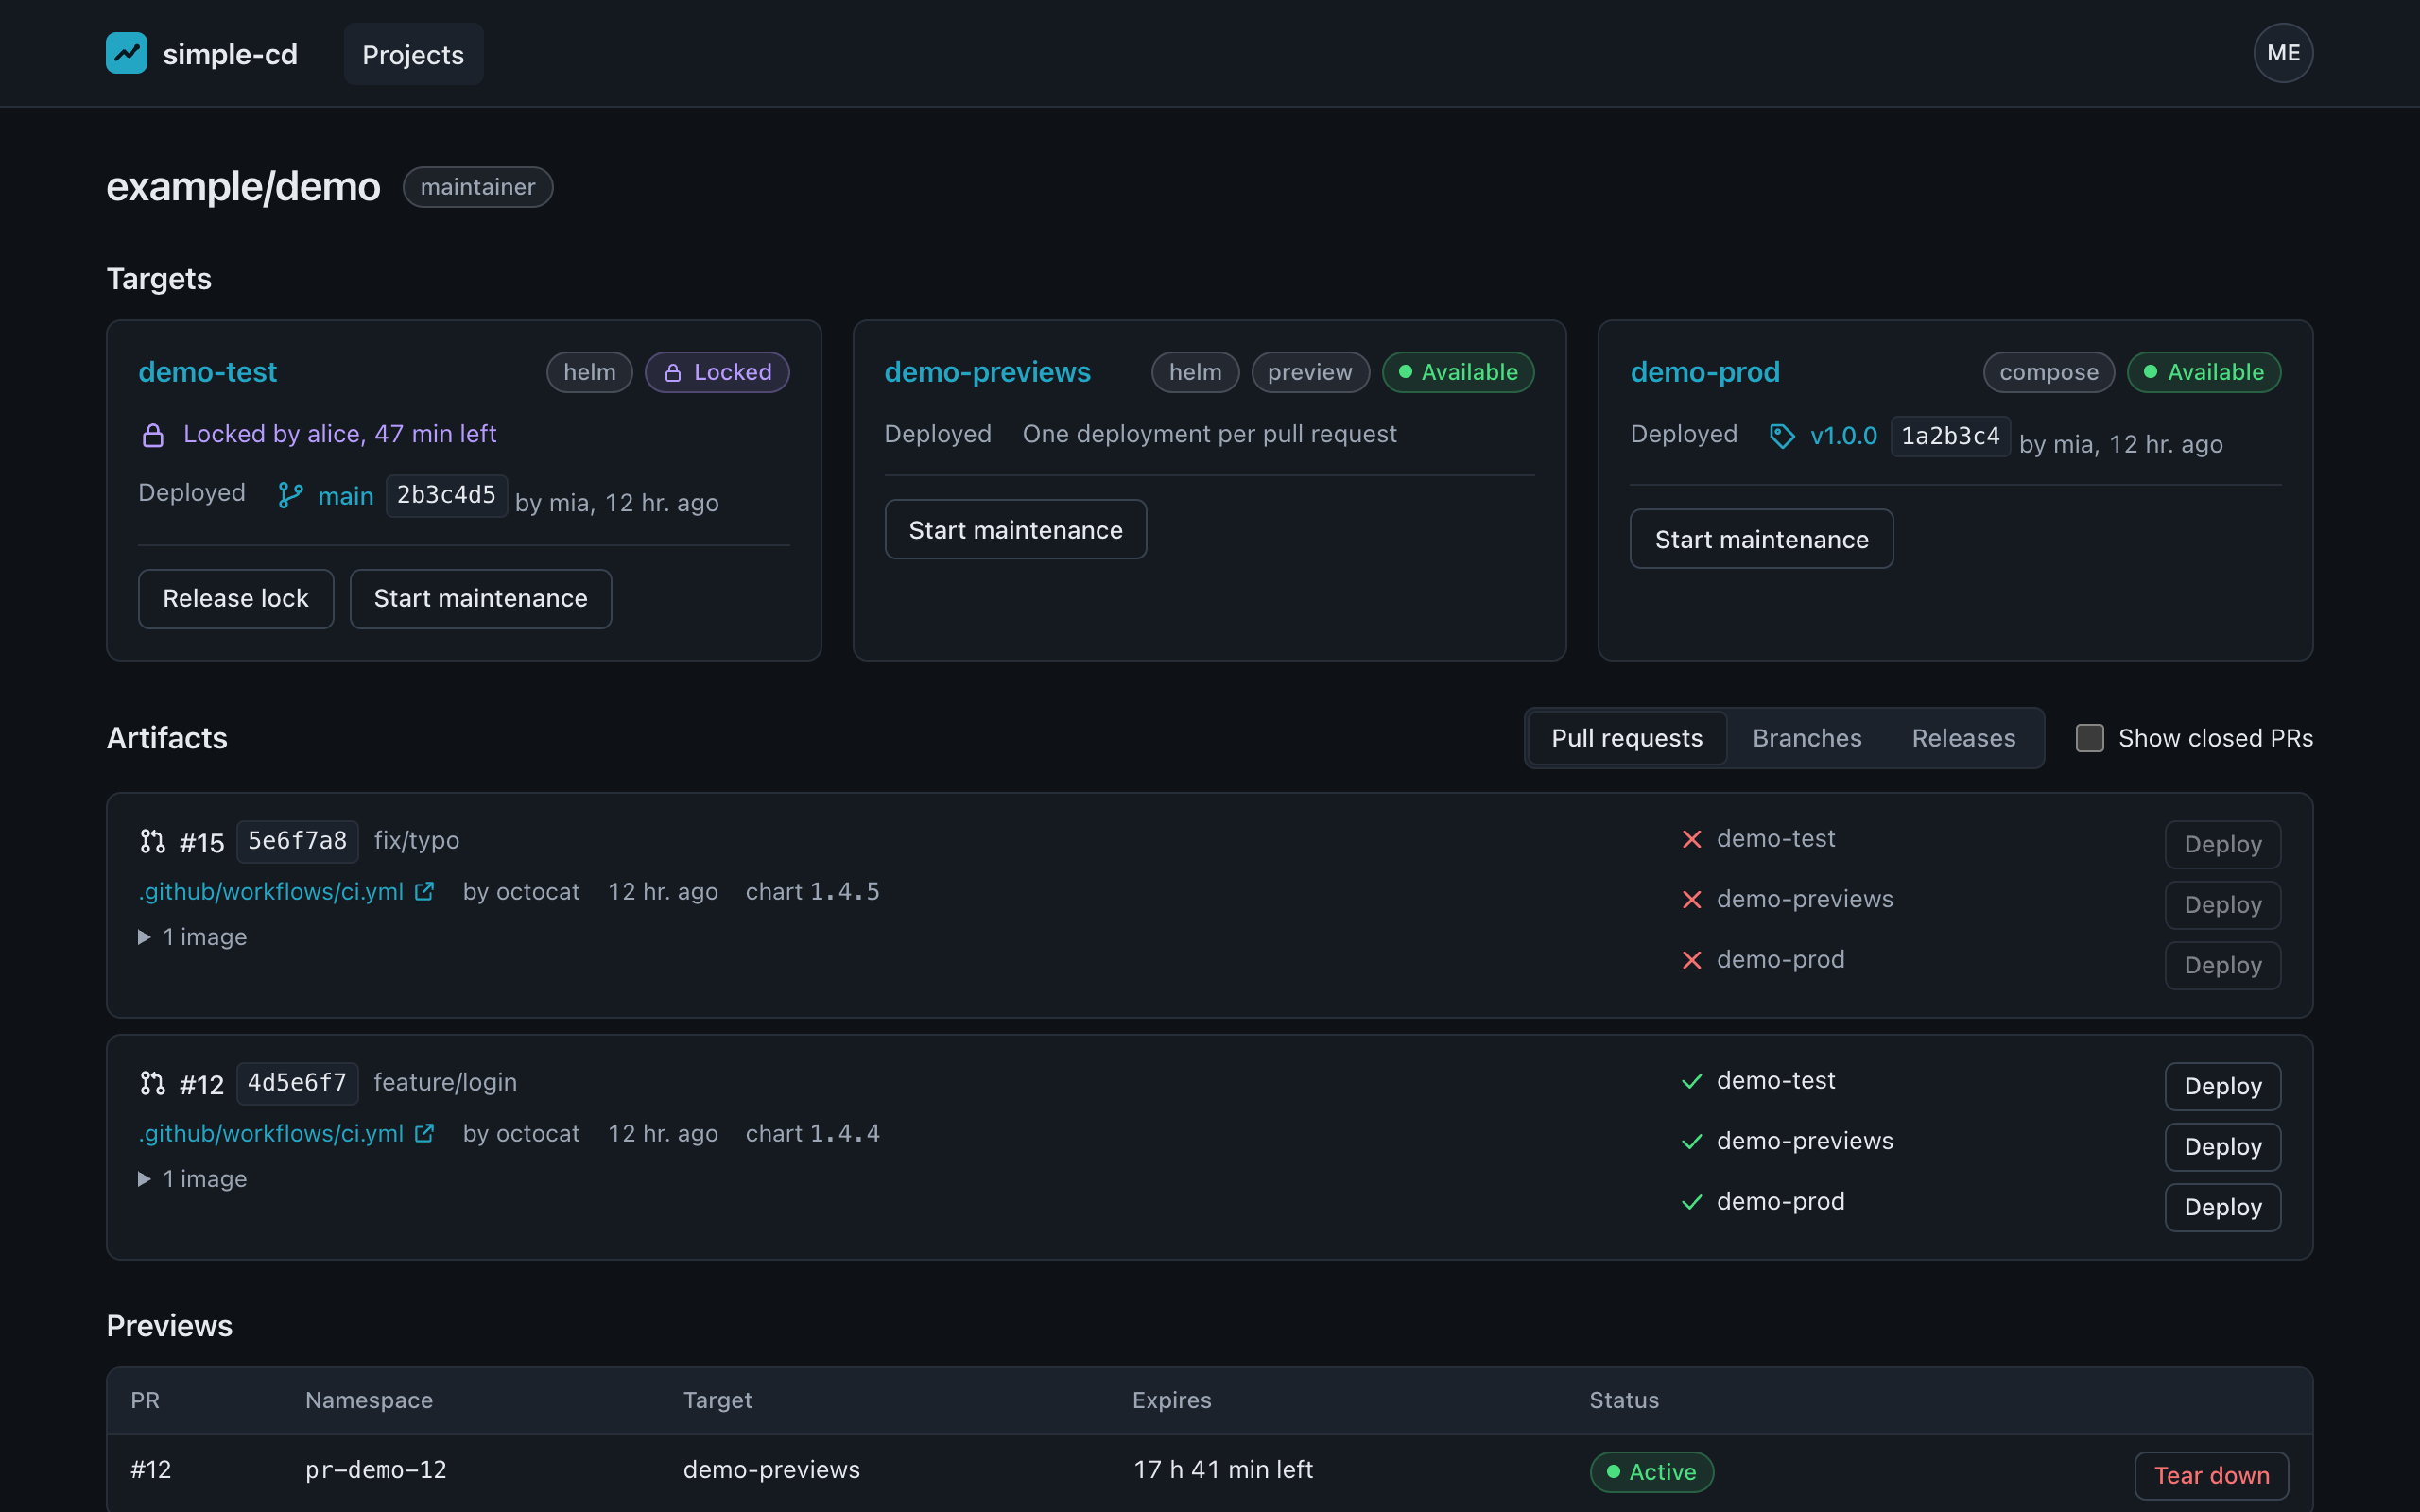 simple-cd Projects ME
example/demo maintainer
Targets
demo-test helm Locked
Locked by alice, 47 min left
Deployed main 2b3c4d5 by mia, 12 hr. ago
Release lock Start maintenance
demo-previews helm preview Available
Deployed One deployment per pull request
Start maintenance
demo-prod compose Available
Deployed v1.0.0 1a2b3c4 by mia, 12 hr. ago
Start maintenance
Artifacts Pull requests Branches Releases Show closed PRs
#15 5e6f7a8 fix/typo
.github/workflows/ci.yml by octocat 12 hr. ago chart 1.4.5
1 image
demo-test Deploy
demo-previews Deploy
demo-prod Deploy
#12 4d5e6f7 feature/login
.github/workflows/ci.yml by octocat 12 hr. ago chart 1.4.4
1 image
demo-test Deploy
demo-previews Deploy
demo-prod Deploy
Previews
PR Namespace Target Expires Status
#12 pr-demo-12 demo-previews 17 h 41 min left Active Tear down